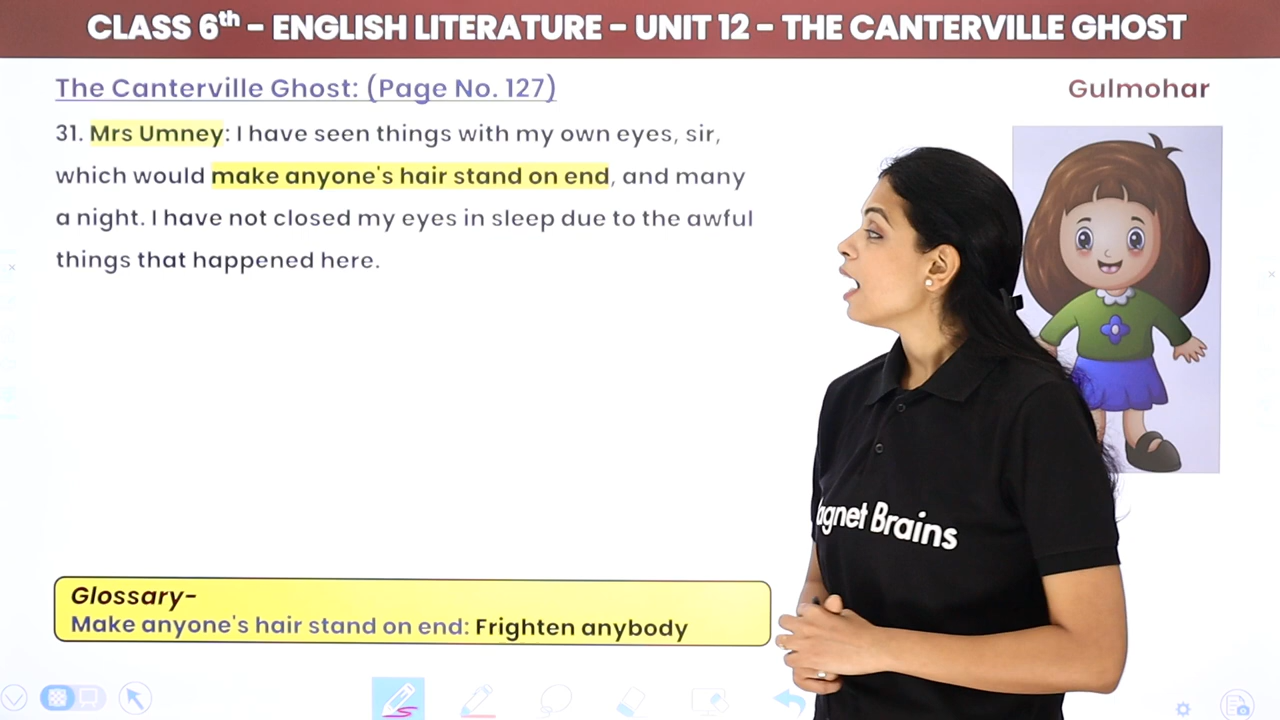 CLASS 6th - ENGLISH LITERATURE - UNIT 12 - THE CANTERVILLE GHOST
The Canterville Ghost: (Page No. 127)
Gulmohar
31. Mrs Umney: I have seen things with my own eyes, sir,
which would make anyone's hair stand on end, and many
a night. I have not closed my eyes in sleep due to the awful
things that happened here.
agnet Brains
Glossary-
Make anyone's hair stand on end: Frighten anybody